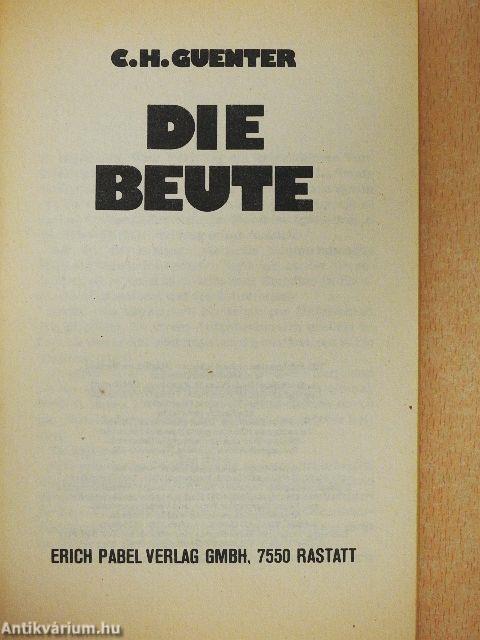 C.H.GUENTER
DIE
BEUTE
ERICH PABEL VERLAG GMBH, 7550 RASTATT
Antikvárium.hu